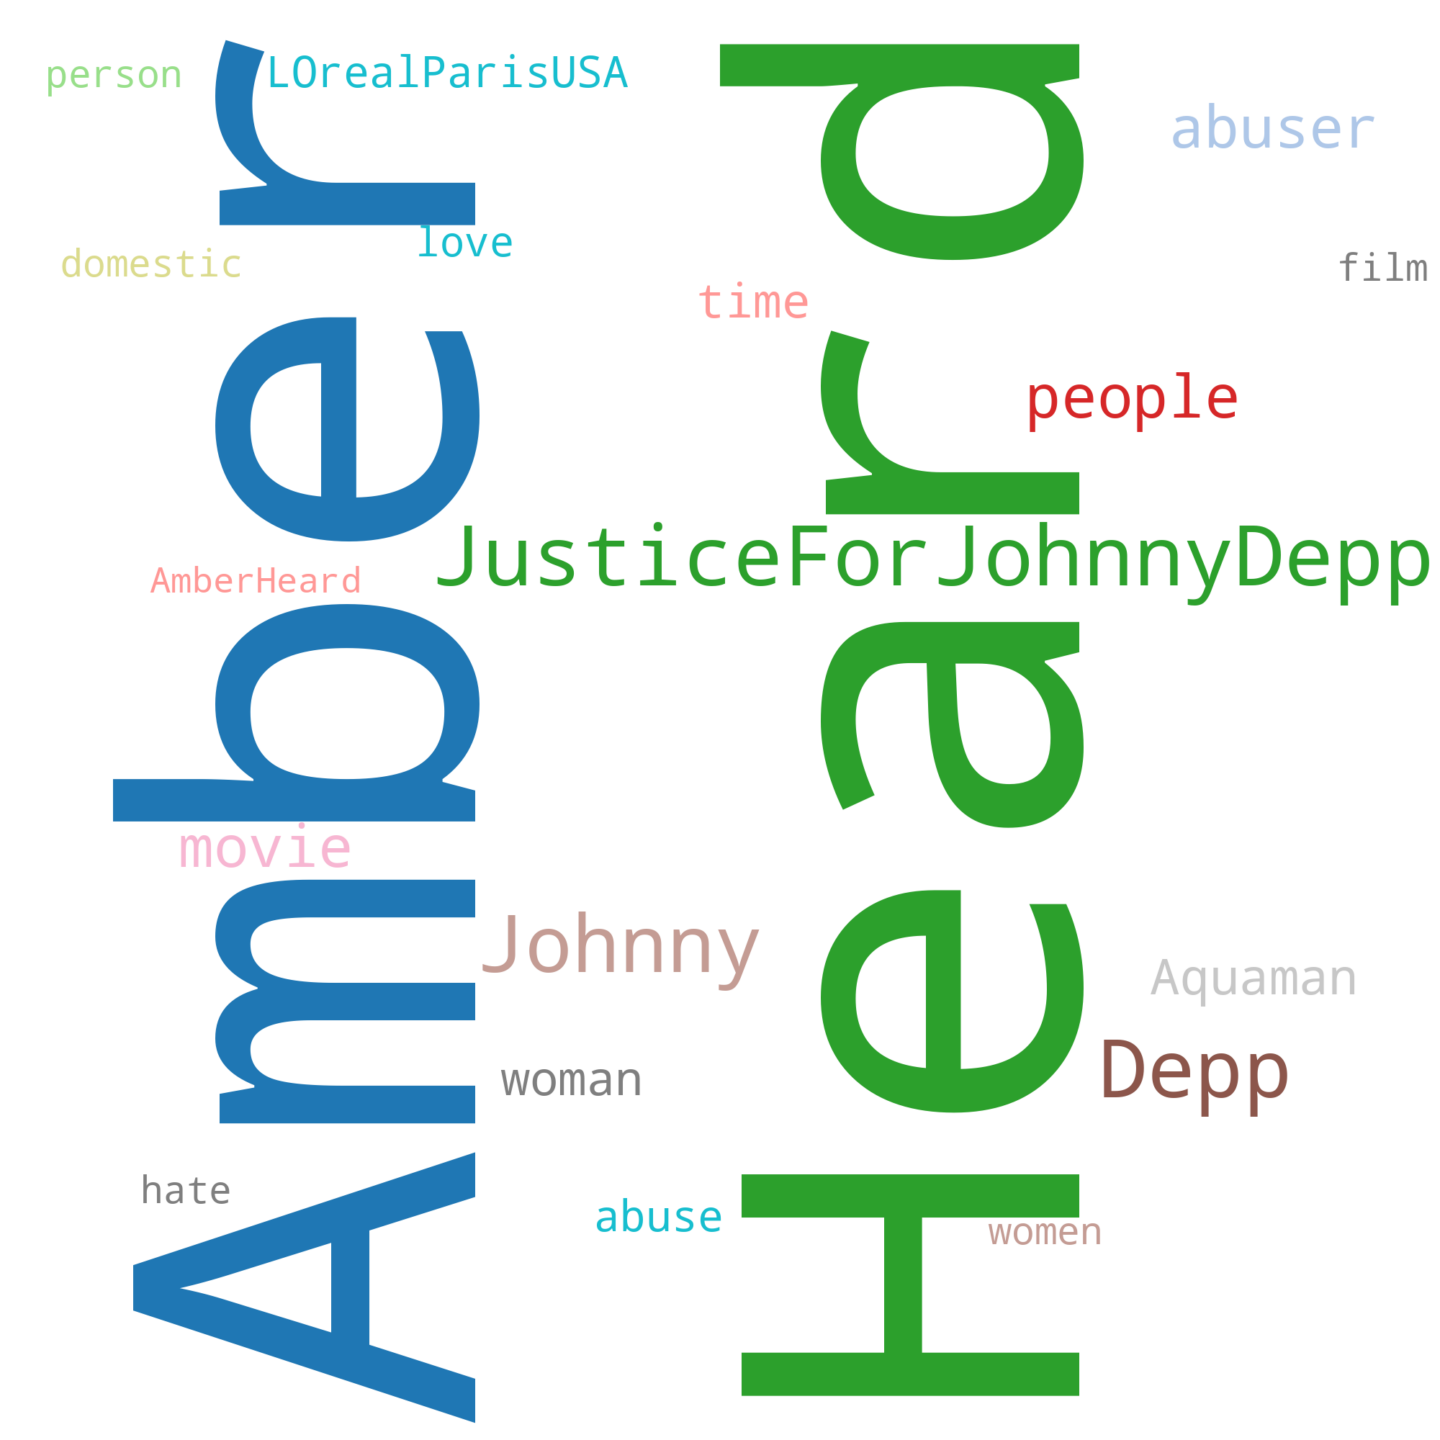 person
LOrealParisUSA
abuser
domestic
love
film
time
people
JusticeForJohnnyDepp
AmberHeard
Amber
Heard
movie
Johnny
Aquaman
Depp
woman
hate
abuse
women